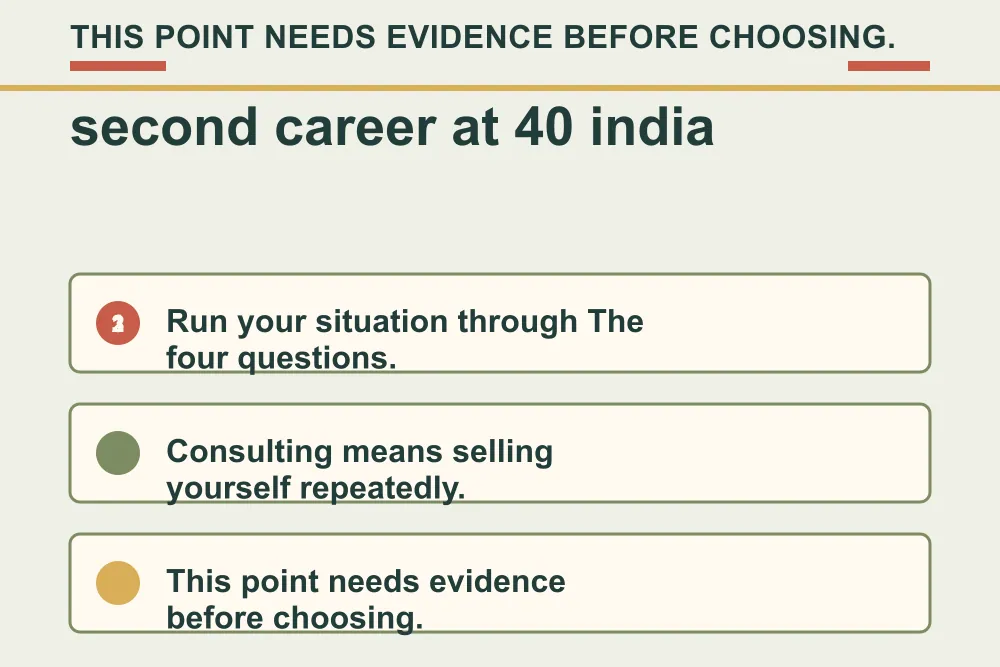 THIS POINT NEEDS EVIDENCE BEFORE CHOOSING.
second career at 40 india
Run your situation through The
four questions.
Consulting means selling
yourself repeatedly.
This point needs evidence
before choosing.